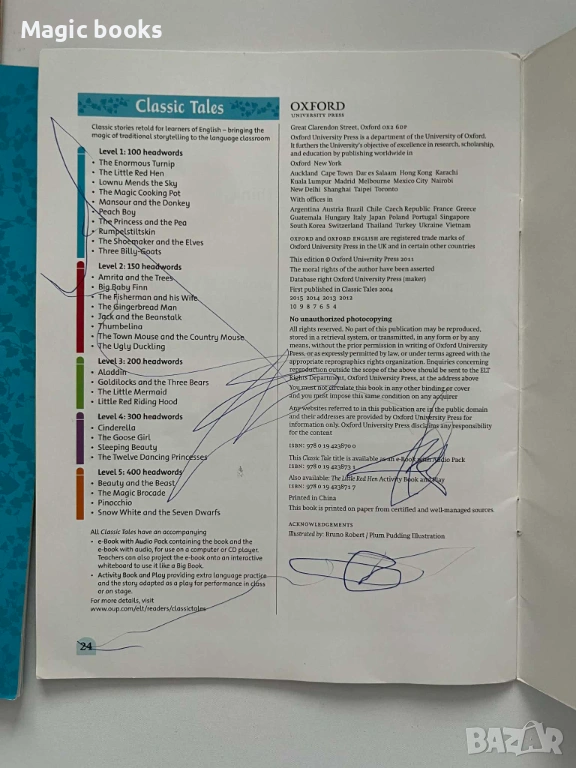 Magic books
Classic Tales
Classic stories retold for learners of English – bringing the
magic of traditional storytelling to the language classroom
Level 1: 100 headwords
• The Enormous Turnip
• The Little Red Hen
• Lownu Mends the Sky
• The Magic Cooking Pot
• Mansour and the Donkey
• Peach Boy
• The Princess and the Pea
• Rumpelstiltskin
• The Shoemaker and the Elves
• Three Billy-Goats
Level 2: 150 headwords
• Amrita and the Trees
• Big Baby Finn
• The Fisherman and his Wife
• The Gingerbread Man
• Jack and the Beanstalk
• Thumbelina
• The Town Mouse and the Country Mouse
• The Ugly Duckling
Level 3: 200 headwords
• Aladdin
• Goldilocks and the Three Bears
• The Little Mermaid
• Little Red Riding Hood
Level 4: 300 headwords
• Cinderella
• The Goose Girl
• Sleeping Beauty
• The Twelve Dancing Princesses
Level 5: 400 headwords
• Beauty and the Beast
• The Magic Brocade
• Pinocchio
• Snow White and the Seven Dwarfs
All Classic Tales have an accompanying
• e-Book with Audio Pack containing the book and the
e-book with audio, for use on a computer or CD player.
Teachers can also project the e-book onto an interactive
whiteboard to use it like a Big Book.
• Activity Book and Play providing extra language practice
and the story adapted as a play for performance in class
or on stage.
For more details, visit
www.oup.com/elt/readers/classictales
24
OXFORD
UNIVERSITY PRESS
Great Clarendon Street, Oxford OX2 6DP
Oxford University Press is a department of the University of Oxford.
It furthers the University's objective of excellence in research, scholarship,
and education by publishing worldwide in
Oxford New York
Auckland Cape Town Dar es Salaam Hong Kong Karachi
Kuala Lumpur Madrid Melbourne Mexico City Nairobi
New Delhi Shanghai Taipei Toronto
With offices in
Argentina Austria Brazil Chile Czech Republic France Greece
Guatemala Hungary Italy Japan Poland Portugal Singapore
South Korea Switzerland Thailand Turkey Ukraine Vietnam
OXFORD and OXFORD ENGLISH are registered trade marks of
Oxford University Press in the UK and in certain other countries
This edition © Oxford University Press 2011
The moral rights of the author have been asserted
Database right Oxford University Press (maker)
First published in Classic Tales 2004
2015 2014 2013 2012
10 9 8 7 6 5 4
No unauthorized photocopying
All rights reserved. No part of this publication may be reproduced,
stored in a retrieval system, or transmitted, in any form or by any
means, without the prior permission in writing of Oxford University
Press, or as expressly permitted by law, or under terms agreed with the
appropriate reprographics rights organization. Enquiries concerning
reproduction outside the scope of the above should be sent to the ELT
Rights Department, Oxford University Press, at the address above
You must not circulate this book in any other binding or cover
and you must impose this same condition on any acquirer
Any websites referred to in this publication are in the public domain
and their addresses are provided by Oxford University Press for
information only. Oxford University Press disclaims any responsibility
for the content
ISBN: 978 0 19 423870 0
This Classic Tale title is available as an e-Book with Audio Pack
ISBN: 978 0 19 423873 1
Also available: The Little Red Hen Activity Book and Play
ISBN: 978 0 19 423871 7
Printed in China
This book is printed on paper from certified and well-managed sources.
ACKNOWLEDGEMENTS
Illustrated by: Bruno Robert / Plum Pudding Illustration
BAZAR